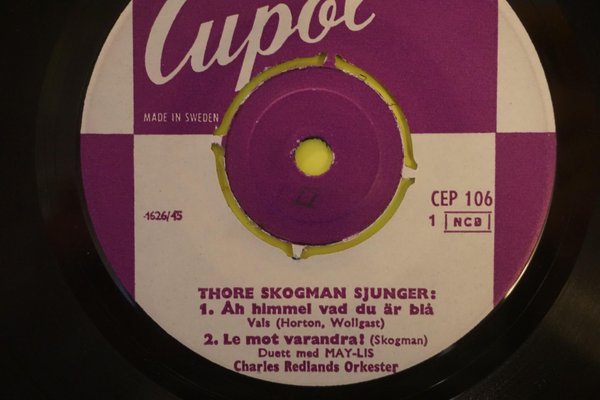 Cupol
MADE IN SWEDEN
-1626/45
CEP 106
1 NCB
THORE SKOGMAN SJUNGER:
1. Åh himmel vad du är blå
Vals (Horton, Wollgast)
2. Le mot varandra! (Skogman)
Duett med MAY-LIS
Charles Redlands Orkester